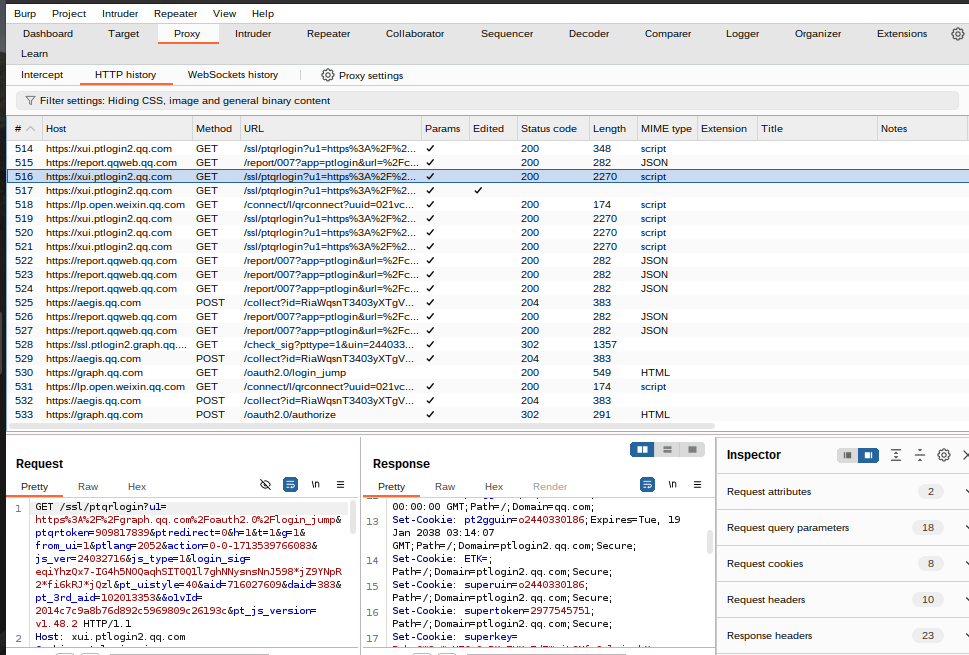 Burp Project Intruder Repeater View Help
Dashboard Target Proxy Intruder Repeater Collaborator Sequencer Decoder Comparer Logger Organizer Extensions
Learn
Intercept HTTP history WebSockets history Proxy settings
Filter settings: Hiding CSS, image and general binary content
# Host Method URL Params Edited Status code Length MIME type Extension Title Notes
514 https://xui.ptlogin2.qq.com GET /ssl/ptqrlogin?u1=https%3A%2F%2... ✓ 200 348 script
515 https://report.qqweb.qq.com GET /report/007?app=ptlogin&url=%2Fc... ✓ 200 282 JSON
516 https://xui.ptlogin2.qq.com GET /ssl/ptqrlogin?u1=https%3A%2F%2... ✓ 200 2270 script
517 https://xui.ptlogin2.qq.com GET /ssl/ptqrlogin?u1=https%3A%2F%2... ✓ ✓
518 https://lp.open.weixin.qq.com GET /connect/l/qrconnect?uuid=021vc... ✓ 200 174 script
519 https://xui.ptlogin2.qq.com GET /ssl/ptqrlogin?u1=https%3A%2F%2... ✓ 200 2270 script
520 https://xui.ptlogin2.qq.com GET /ssl/ptqrlogin?u1=https%3A%2F%2... ✓ 200 2270 script
521 https://xui.ptlogin2.qq.com GET /ssl/ptqrlogin?u1=https%3A%2F%2... ✓ 200 2270 script
522 https://report.qqweb.qq.com GET /report/007?app=ptlogin&url=%2Fc... ✓ 200 282 JSON
523 https://report.qqweb.qq.com GET /report/007?app=ptlogin&url=%2Fc... ✓ 200 282 JSON
524 https://report.qqweb.qq.com GET /report/007?app=ptlogin&url=%2Fc... ✓ 200 282 JSON
525 https://aegis.qq.com POST /collect?id=RiaWqsnT3403yXTgV... ✓ 204 383
526 https://report.qqweb.qq.com GET /report/007?app=ptlogin&url=%2Fc... ✓ 200 282 JSON
527 https://report.qqweb.qq.com GET /report/007?app=ptlogin&url=%2Fc... ✓ 200 282 JSON
528 https://ssl.ptlogin2.graph.qq.... GET /check_sig?pttype=1&uin=244033... ✓ 302 1357
529 https://aegis.qq.com POST /collect?id=RiaWqsnT3403yXTgV... ✓ 204 383
530 https://graph.qq.com GET /oauth2.0/login_jump 200 549 HTML
531 https://lp.open.weixin.qq.com GET /connect/l/qrconnect?uuid=021vc... ✓ 200 174 script
532 https://aegis.qq.com POST /collect?id=RiaWqsnT3403yXTgV... ✓ 204 383
533 https://graph.qq.com POST /oauth2.0/authorize ✓ 302 291 HTML
Request
Pretty Raw Hex \n
1 GET /ssl/ptqrlogin?u1=
https%3A%2F%2Fgraph.qq.com%2Foauth2.0%2Flogin_jump&
ptqrtoken=909817839&ptredirect=0&h=1&t=1&g=1&
from_ui=1&ptlang=2052&action=0-0-1713539766083&
js_ver=24032716&js_type=1&login_sig=
eqiYhzQx7-IG4h5NOQaqhSIT0Q1l7ghNNysnsNnJ598*jZ9YNpR
2*fi6kRJ*jQzl&pt_uistyle=40&aid=716027609&daid=383&
pt_3rd_aid=102013353&&o1vId=
2014c7c9a8b76d892c5969809c26193c&pt_js_version=
v1.48.2 HTTP/1.1
2 Host: xui.ptlogin2.qq.com
Response
Pretty Raw Hex Render \n
00:00:00 GMT;Path=/;Domain=qq.com;
13 Set-Cookie: pt2gguin=o2440330186;Expires=Tue, 19
Jan 2038 03:14:07
GMT;Path=/;Domain=ptlogin2.qq.com;Secure;
14 Set-Cookie: ETK=;
Path=/;Domain=ptlogin2.qq.com;Secure;
15 Set-Cookie: superuin=o2440330186;
Path=/;Domain=ptlogin2.qq.com;Secure;
16 Set-Cookie: supertoken=2977545751;
Path=/;Domain=ptlogin2.qq.com;Secure;
17 Set-Cookie: superkey=
Inspector
Request attributes 2
Request query parameters 18
Request cookies 8
Request headers 10
Response headers 23